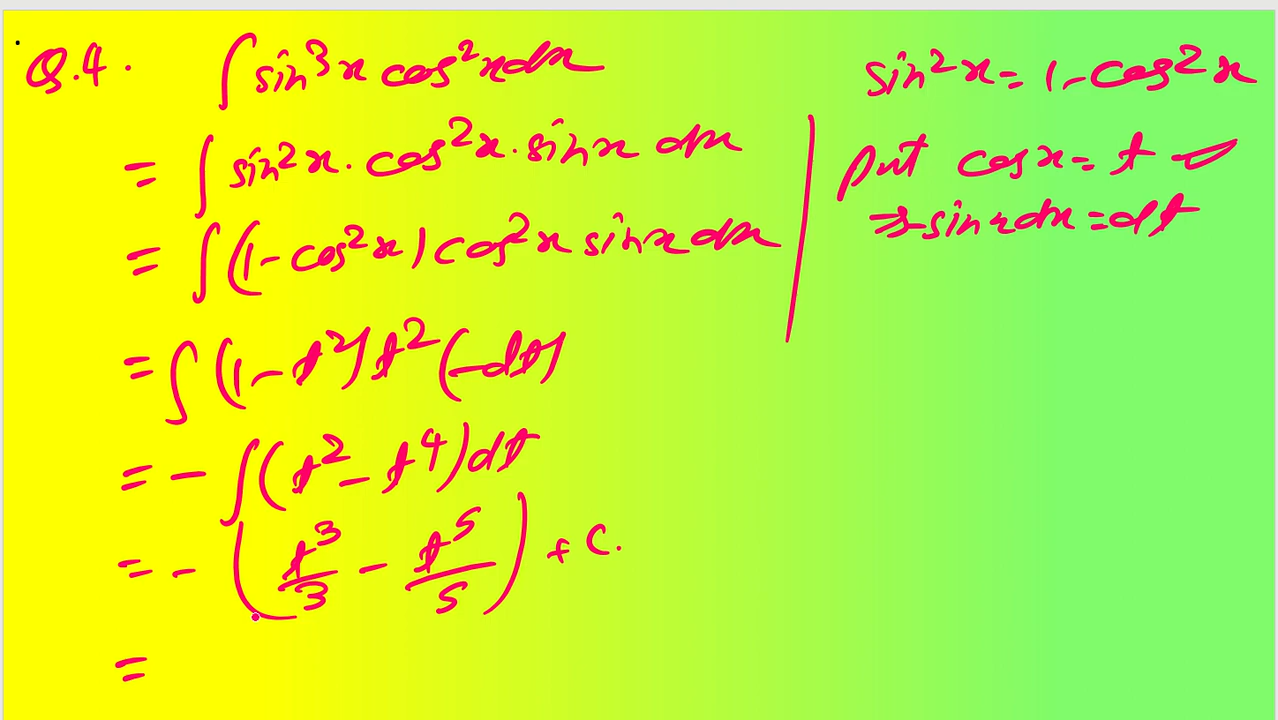 Q.4. ∫ sin³x cos²x dx
= ∫ sin²x . cos²x . sinx dx
= ∫ (1 - cos²x) cos²x sinx dx
= ∫ (1 - t²) t² (-dt)
= - ∫ (t² - t⁴) dt
= - (t³/3 - t⁵/5) + c.
=
sin²x = 1 - cos²x
put cosx = t
⇒ - sinx dx = dt